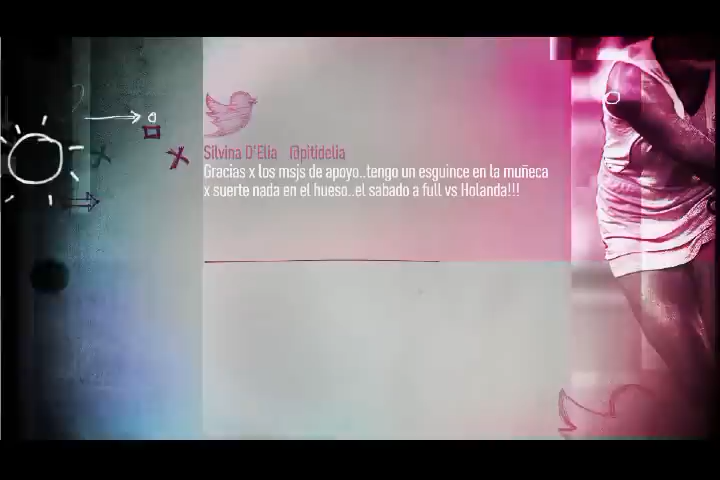 Silvina D'Elia @pitidelia
Gracias x los msjs de apoyo..tengo un esguince en la muñeca
x suerte nada en el hueso..el sabado a full vs Holanda!!!